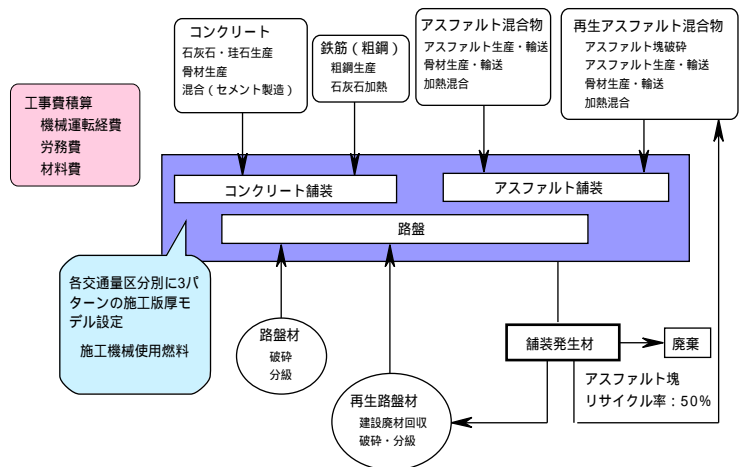 コンクリート
石灰石・珪石生産
骨材生産
混合（セメント製造）
鉄筋（粗鋼）
粗鋼生産
石灰石加熱
アスファルト混合物
アスファルト生産・輸送
骨材生産・輸送
加熱混合
再生アスファルト混合物
アスファルト塊破砕
アスファルト生産・輸送
骨材生産・輸送
加熱混合
工事費積算
機械運転経費
労務費
材料費
コンクリート舗装
アスファルト舗装
路盤
各交通量区分別に3パ
ターンの施工版厚モ
デル設定
施工機械使用燃料
路盤材
破砕
分級
再生路盤材
建設廃材回収
破砕・分級
舗装発生材
廃棄
アスファルト塊
リサイクル率：50%